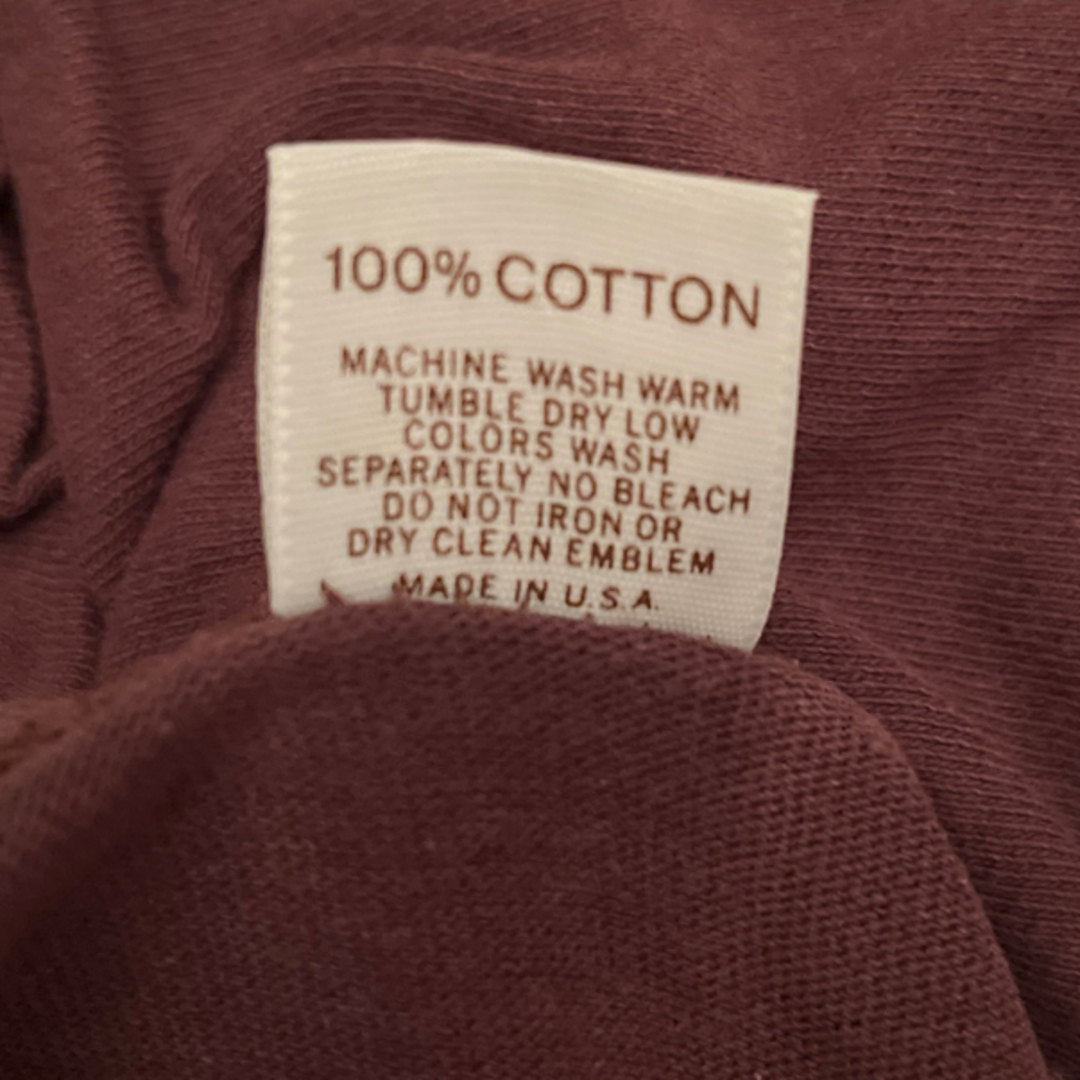 100% COTTON
MACHINE WASH WARM
TUMBLE DRY LOW
COLORS WASH
SEPARATELY NO BLEACH
DO NOT IRON OR
DRY CLEAN EMBLEM
MADE IN U.S.A.